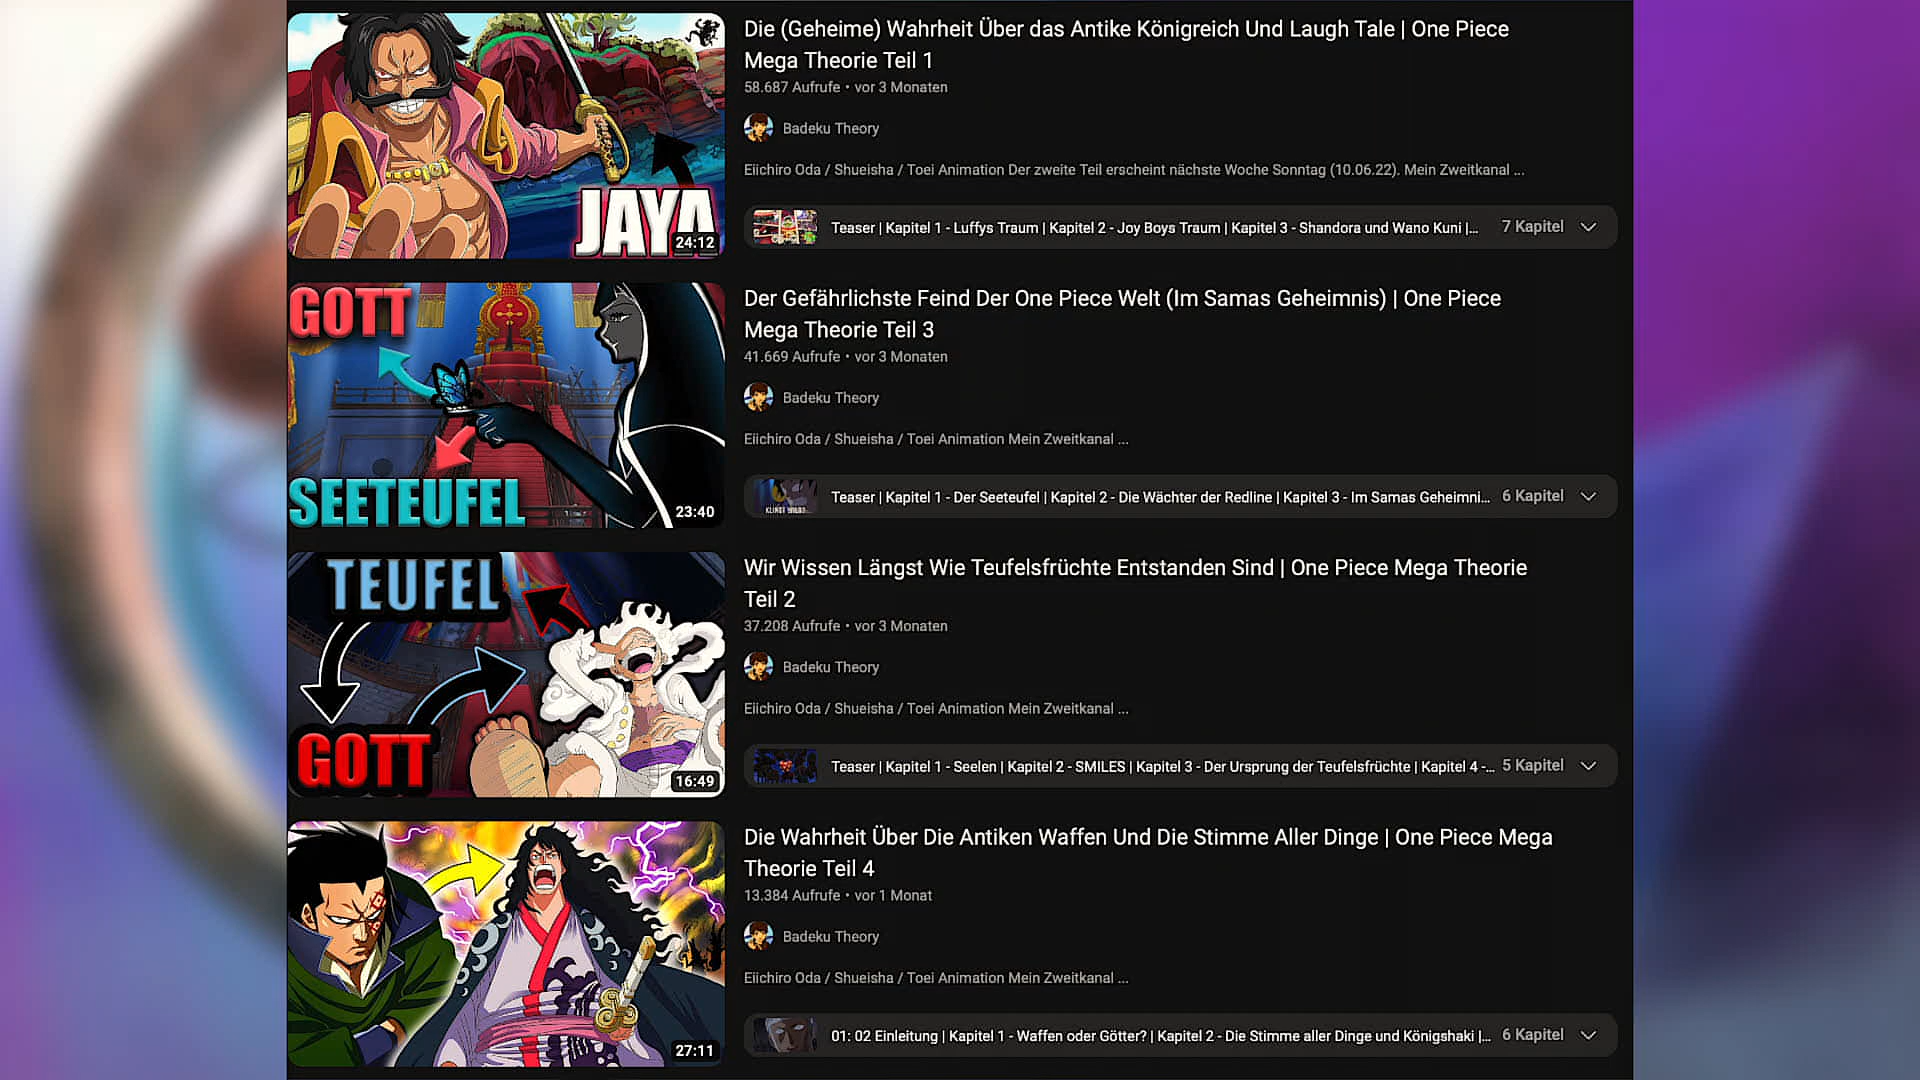 JAYA
24:12
Die (Geheime) Wahrheit Über das Antike Königreich Und Laugh Tale | One Piece
Mega Theorie Teil 1
58.687 Aufrufe • vor 3 Monaten
Badeku Theory
Eiichiro Oda / Shueisha / Toei Animation Der zweite Teil erscheint nächste Woche Sonntag (10.06.22). Mein Zweitkanal ...
Teaser | Kapitel 1 - Luffys Traum | Kapitel 2 - Joy Boys Traum | Kapitel 3 - Shandora und Wano Kuni |...
7 Kapitel
GOTT
SEETEUFEL
23:40
Der Gefährlichste Feind Der One Piece Welt (Im Samas Geheimnis) | One Piece
Mega Theorie Teil 3
41.669 Aufrufe • vor 3 Monaten
Badeku Theory
Eiichiro Oda / Shueisha / Toei Animation Mein Zweitkanal ...
Teaser | Kapitel 1 - Der Seeteufel | Kapitel 2 - Die Wächter der Redline | Kapitel 3 - Im Samas Geheimni...
6 Kapitel
TEUFEL
GOTT
16:49
Wir Wissen Längst Wie Teufelsfrüchte Entstanden Sind | One Piece Mega Theorie
Teil 2
37.208 Aufrufe • vor 3 Monaten
Badeku Theory
Eiichiro Oda / Shueisha / Toei Animation Mein Zweitkanal ...
Teaser | Kapitel 1 - Seelen | Kapitel 2 - SMILES | Kapitel 3 - Der Ursprung der Teufelsfrüchte | Kapitel 4 -...
5 Kapitel
27:11
Die Wahrheit Über Die Antiken Waffen Und Die Stimme Aller Dinge | One Piece Mega
Theorie Teil 4
13.384 Aufrufe • vor 1 Monat
Badeku Theory
Eiichiro Oda / Shueisha / Toei Animation Mein Zweitkanal ...
01: 02 Einleitung | Kapitel 1 - Waffen oder Götter? | Kapitel 2 - Die Stimme aller Dinge und Königshaki |...
6 Kapitel